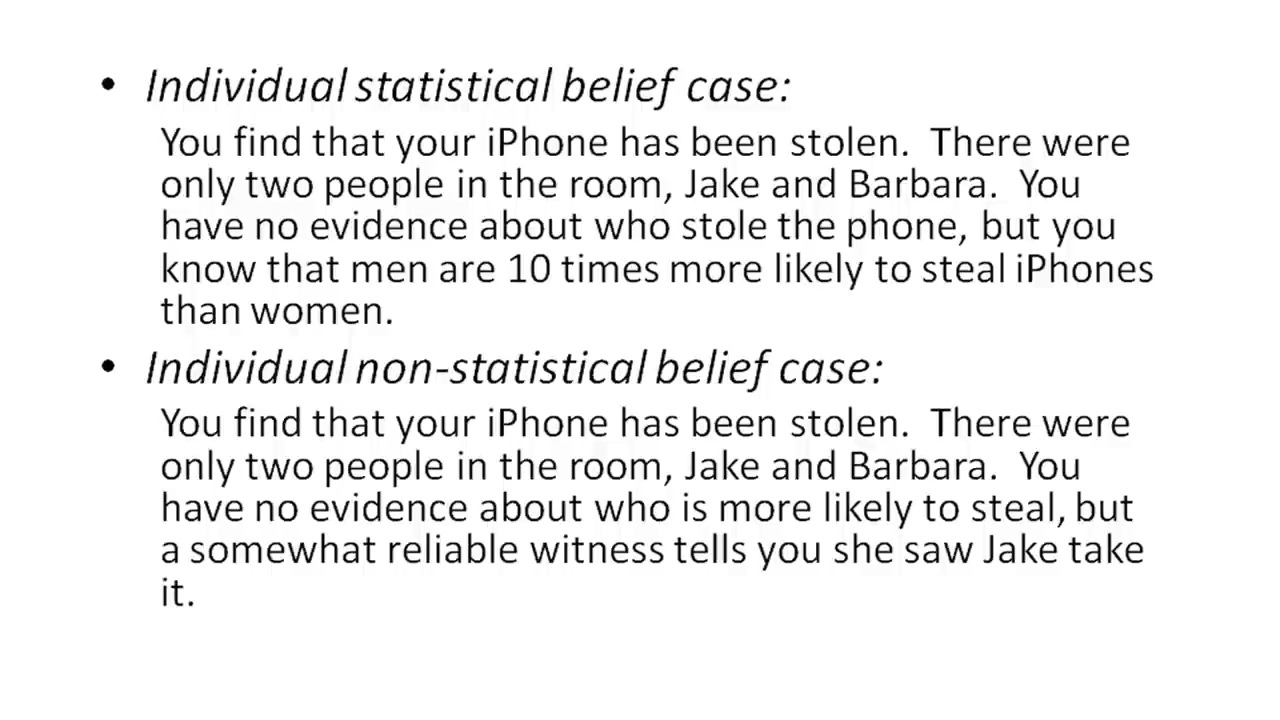 • Individual statistical belief case:
You find that your iPhone has been stolen.  There were
only two people in the room, Jake and Barbara.  You
have no evidence about who stole the phone, but you
know that men are 10 times more likely to steal iPhones
than women.
• Individual non-statistical belief case:
You find that your iPhone has been stolen.  There were
only two people in the room, Jake and Barbara.  You
have no evidence about who is more likely to steal, but
a somewhat reliable witness tells you she saw Jake take
it.